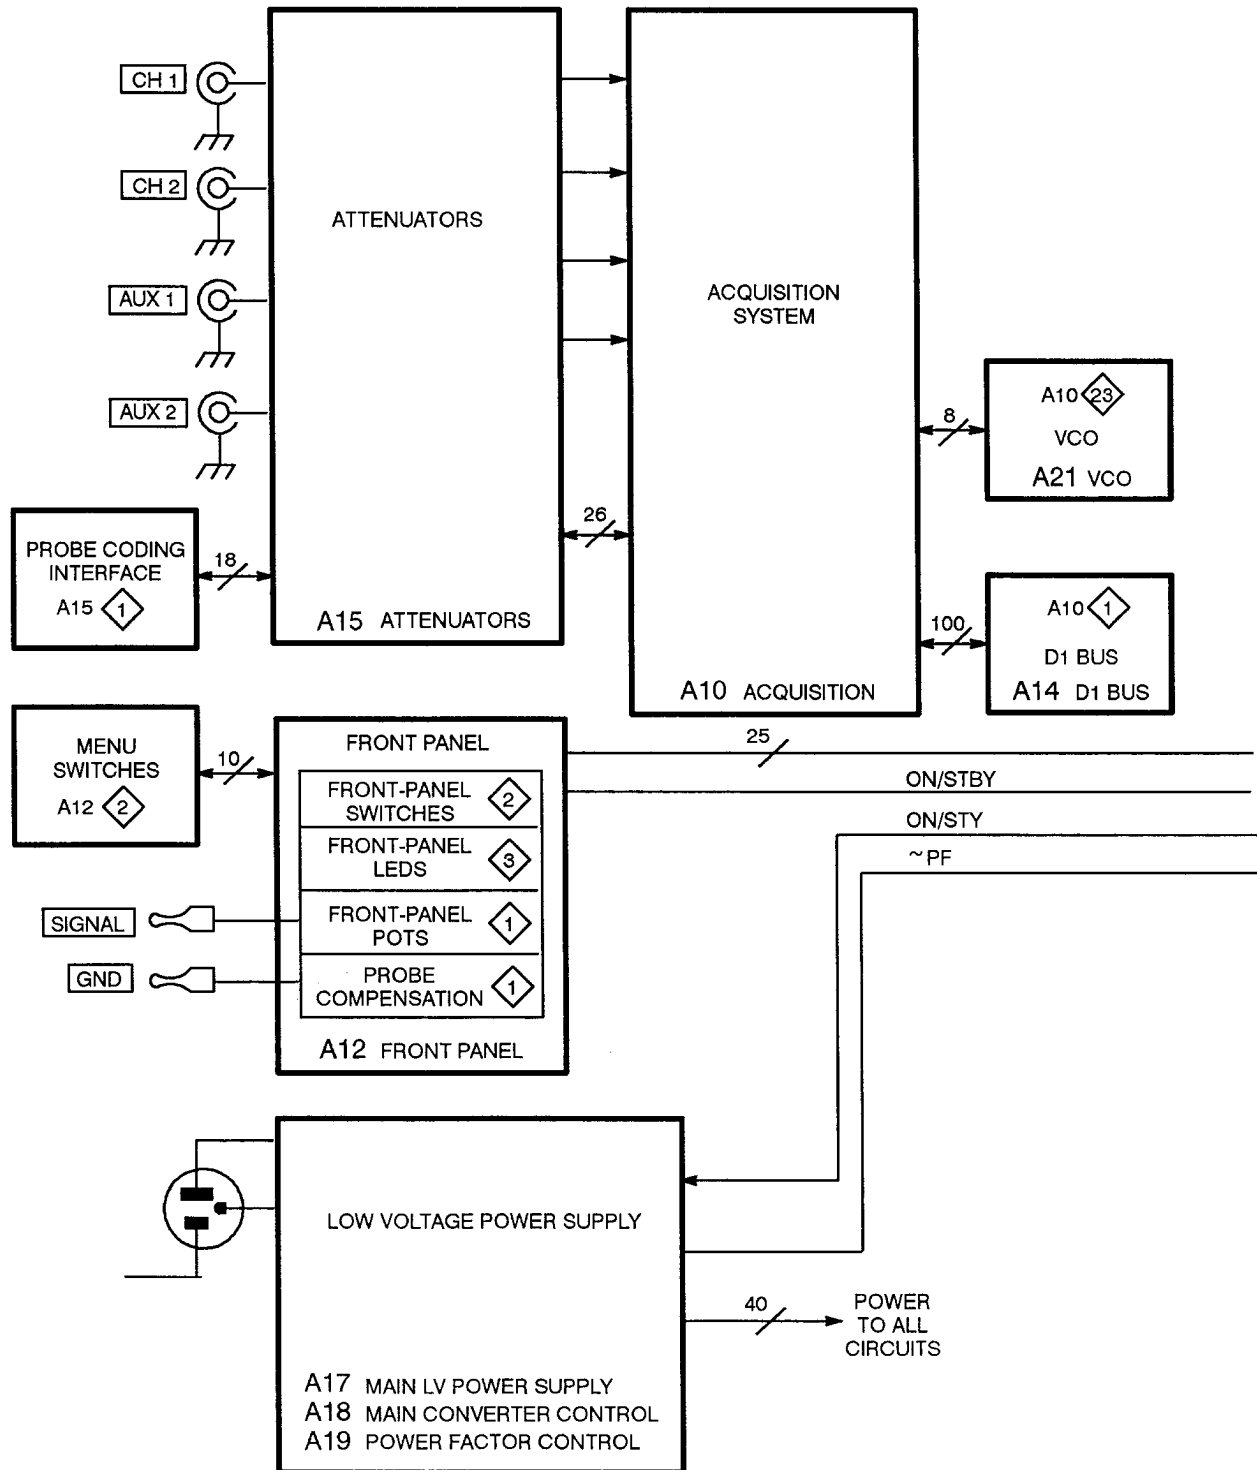 CH 1
CH 2
AUX 1
AUX 2
ATTENUATORS
A15 ATTENUATORS
ACQUISITION
SYSTEM
A10 ACQUISITION
8
A10 23
VCO
A21 VCO
26
PROBE CODING
INTERFACE
A15 1
18
100
A10 1
D1 BUS
A14 D1 BUS
MENU
SWITCHES
A12 2
10
FRONT PANEL
FRONT-PANEL
SWITCHES
2
FRONT-PANEL
LEDS
3
FRONT-PANEL
POTS
1
PROBE
COMPENSATION
1
A12 FRONT PANEL
SIGNAL
GND
25
ON/STBY
ON/STY
~PF
LOW VOLTAGE POWER SUPPLY
40
POWER
TO ALL
CIRCUITS
A17 MAIN LV POWER SUPPLY
A18 MAIN CONVERTER CONTROL
A19 POWER FACTOR CONTROL